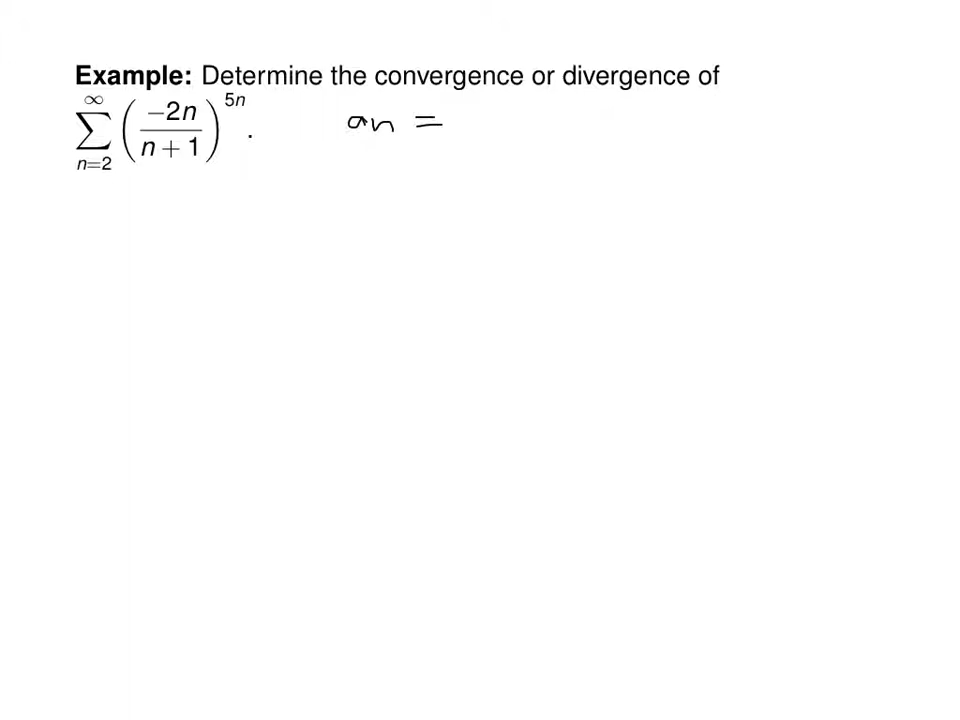 Example: Determine the convergence or divergence of
∞
∑ (−2n / n + 1)^5n . an =
n=2